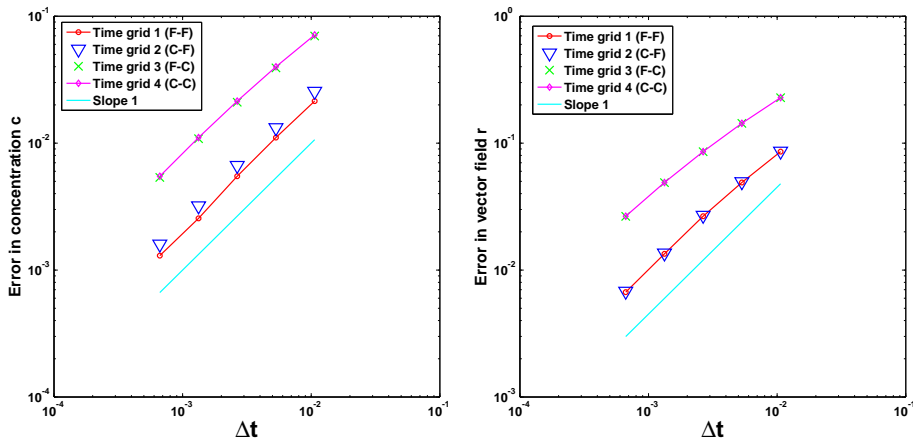 10^-1
10^-2
10^-3
10^-4
Error in concentration c
Time grid 1 (F-F)
Time grid 2 (C-F)
Time grid 3 (F-C)
Time grid 4 (C-C)
Slope 1
10^-4
10^-3
10^-2
10^-1
Δt
10^0
10^-1
10^-2
10^-3
Error in vector field r
Time grid 1 (F-F)
Time grid 2 (C-F)
Time grid 3 (F-C)
Time grid 4 (C-C)
Slope 1
10^-4
10^-3
10^-2
10^-1
Δt